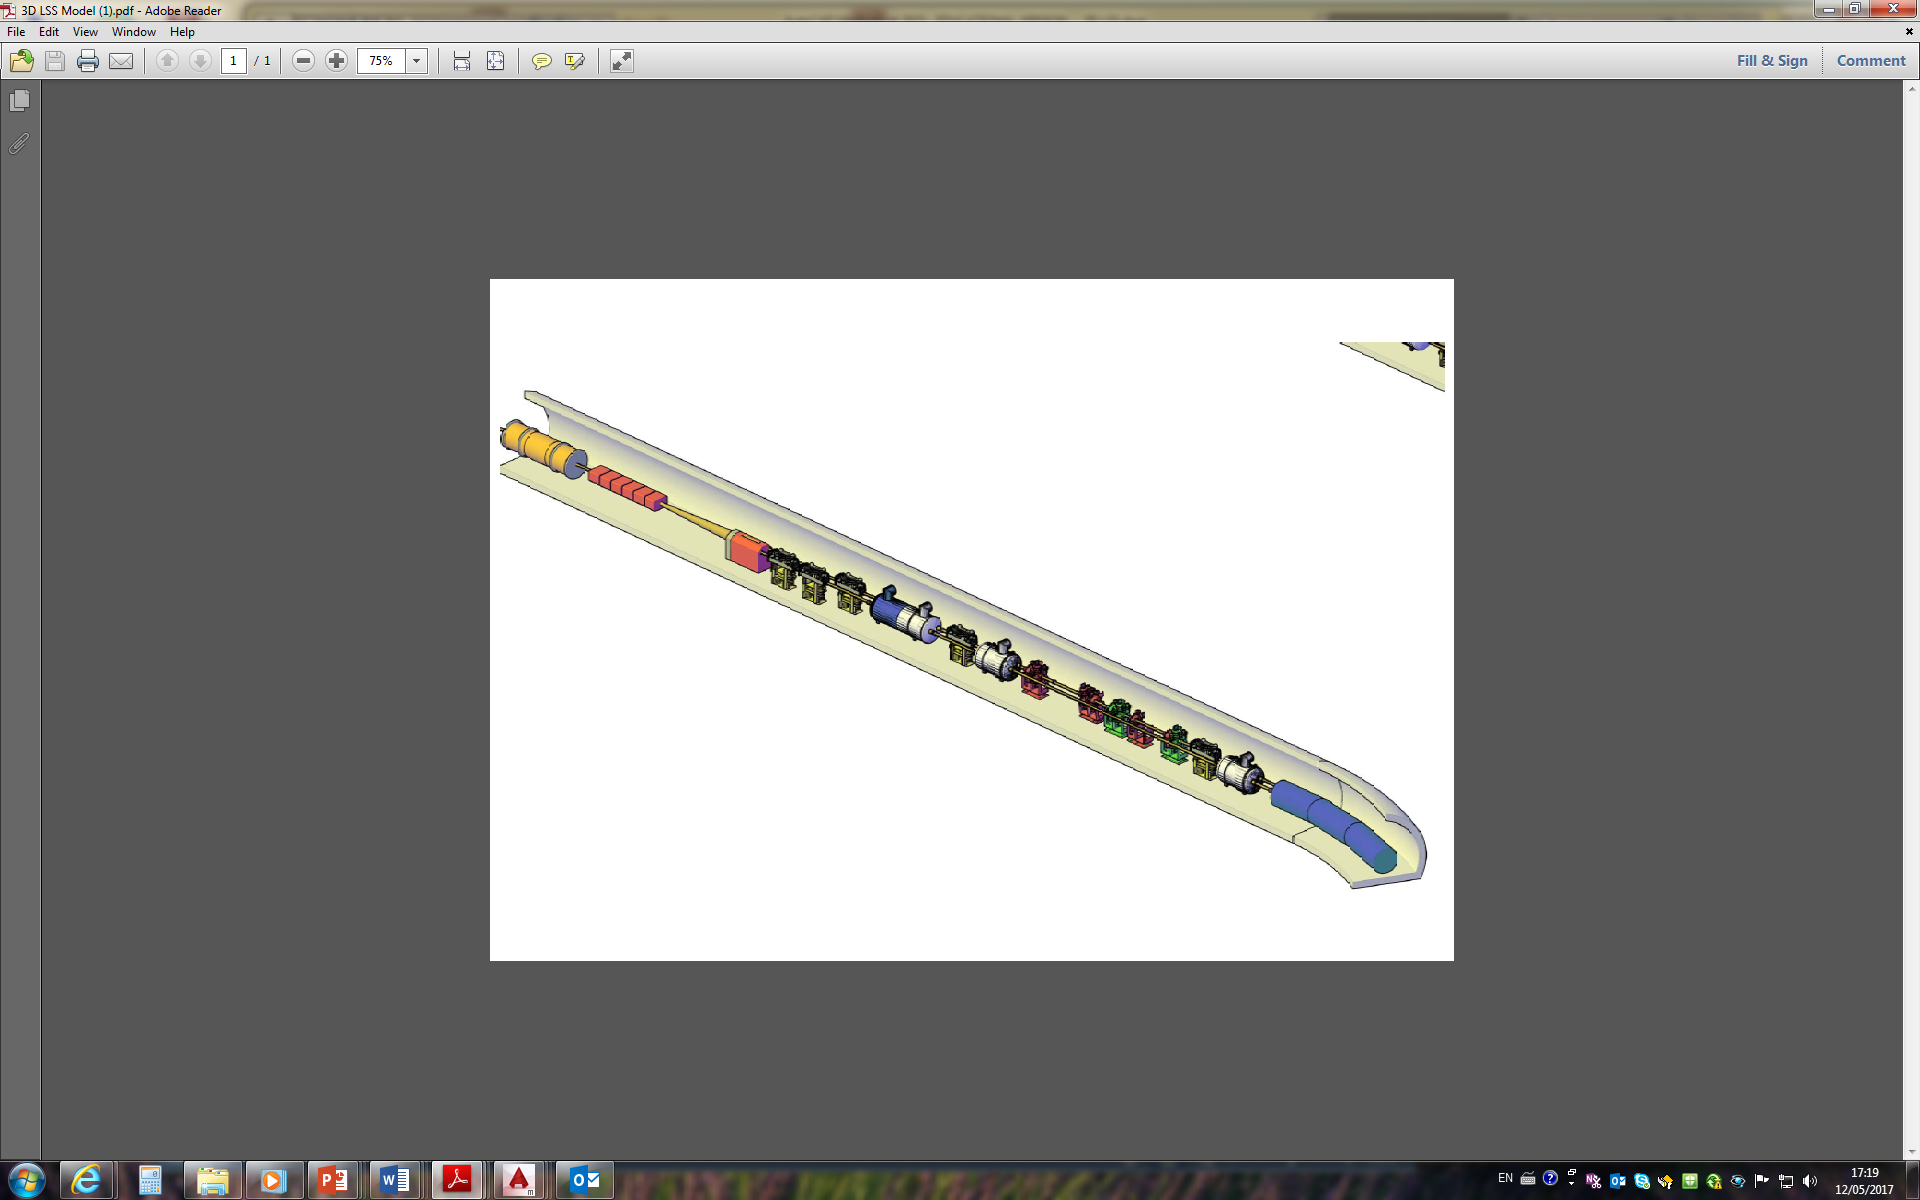 3D LSS Model (1).pdf - Adobe Reader
File Edit View Window Help
1 / 1 75% Fill & Sign Comment
EN 17:19
12/05/2017